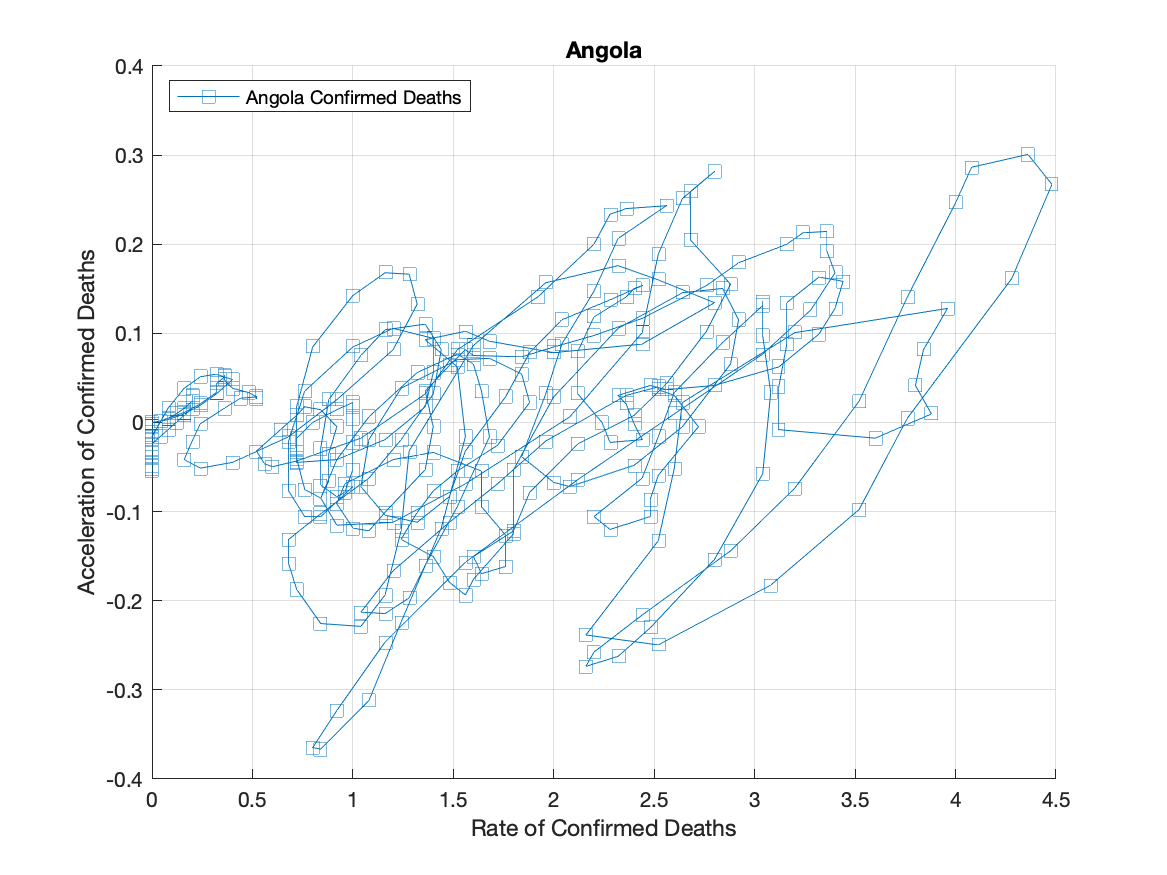 Angola
Angola Confirmed Deaths
0.4
0.3
0.2
0.1
0
-0.1
-0.2
-0.3
-0.4
Acceleration of Confirmed Deaths
0 0.5 1 1.5 2 2.5 3 3.5 4 4.5
Rate of Confirmed Deaths